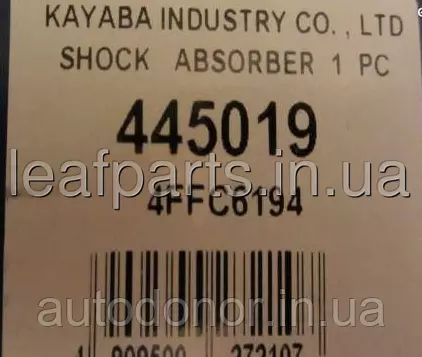 KAYABA INDUSTRY CO. , LTD
SHOCK ABSORBER 1 PC
445019
leafparts.in.ua
4FFC6194
autodonor.in.ua